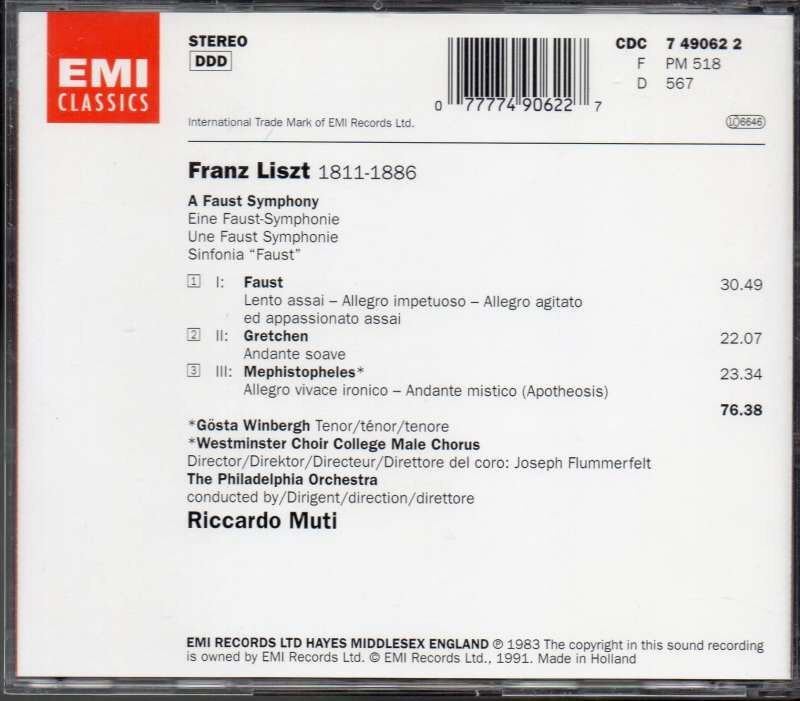 EMI
CLASSICS
STEREO
DDD
International Trade Mark of EMI Records Ltd.
0 77774 90622 7
CDC 7 49062 2
F PM 518
D 567
LC 6646
Franz Liszt 1811-1886
A Faust Symphony
Eine Faust-Symphonie
Une Faust Symphonie
Sinfonia “Faust”
1 I: Faust 30.49
Lento assai – Allegro impetuoso – Allegro agitato
ed appassionato assai
2 II: Gretchen 22.07
Andante soave
3 III: Mephistopheles* 23.34
Allegro vivace ironico – Andante mistico (Apotheosis)
76.38
*Gösta Winbergh Tenor/ténor/tenore
*Westminster Choir College Male Chorus
Director/Direktor/Directeur/Direttore del coro: Joseph Flummerfelt
The Philadelphia Orchestra
conducted by/Dirigent/direction/direttore
Riccardo Muti
EMI RECORDS LTD HAYES MIDDLESEX ENGLAND ℗ 1983 The copyright in this sound recording
is owned by EMI Records Ltd. © EMI Records Ltd., 1991. Made in Holland